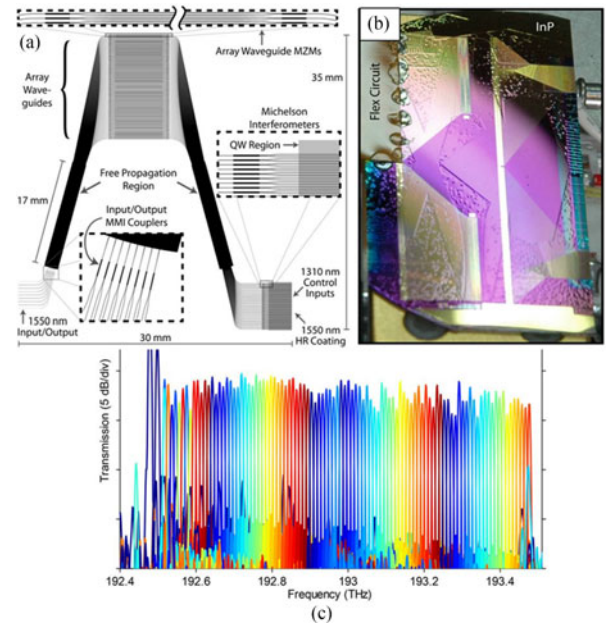 (a)
Array Waveguide MZMs
Array
Wave-
guides
35 mm
Michelson
Interferometers
QW Region
Free Propagation
Region
17 mm
Input/Output
MMI Couplers
1310 nm
Control
Inputs
1550 nm
Input/Output
1550 nm
HR Coating
30 mm
(b)
InP
Flex Circuit
Transmission (5 dB/div)
192.4
192.6
192.8
193
193.2
193.4
Frequency (THz)
(c)